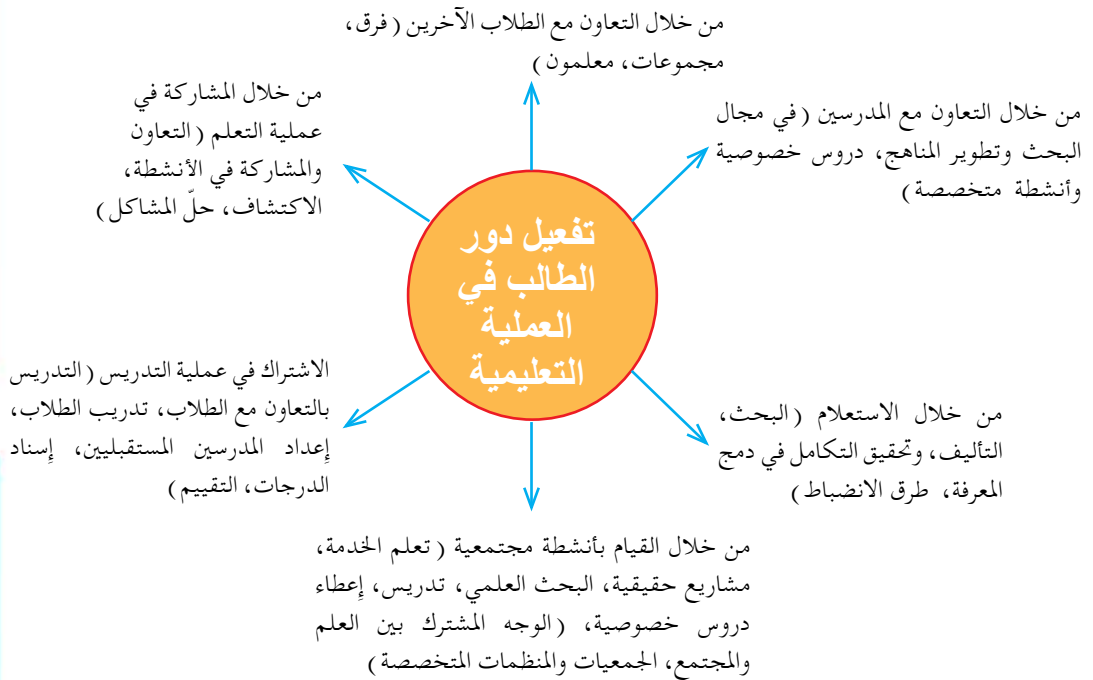 من خلال التعاون مع الطلاب الآخرين (فرق،
مجموعات، معلمون)
من خلال التعاون مع المدرسين (في مجال
البحث وتطوير المناهج، دروس خصوصية
وأنشطة متخصصة)
من خلال المشاركة في
عملية التعلم (التعاون
والمشاركة في الأنشطة،
الاكتشاف، حلّ المشاكل)
تفعيل دور
الطالب في
العملية
التعليمية
من خلال الاستعلام (البحث،
التأليف، وتحقيق التكامل في دمج
المعرفة، طرق الانضباط)
الاشتراك في عملية التدريس (التدريس
بالتعاون مع الطلاب، تدريب الطلاب،
إعداد المدرسين المستقبليين، إسناد
الدرجات، التقييم)
من خلال القيام بأنشطة مجتمعية (تعلم الخدمة،
مشاريع حقيقية، البحث العلمي، تدريس، إعطاء
دروس خصوصية، (الوجه المشترك بين العلم
والمجتمع، الجمعيات والمنظمات المتخصصة)